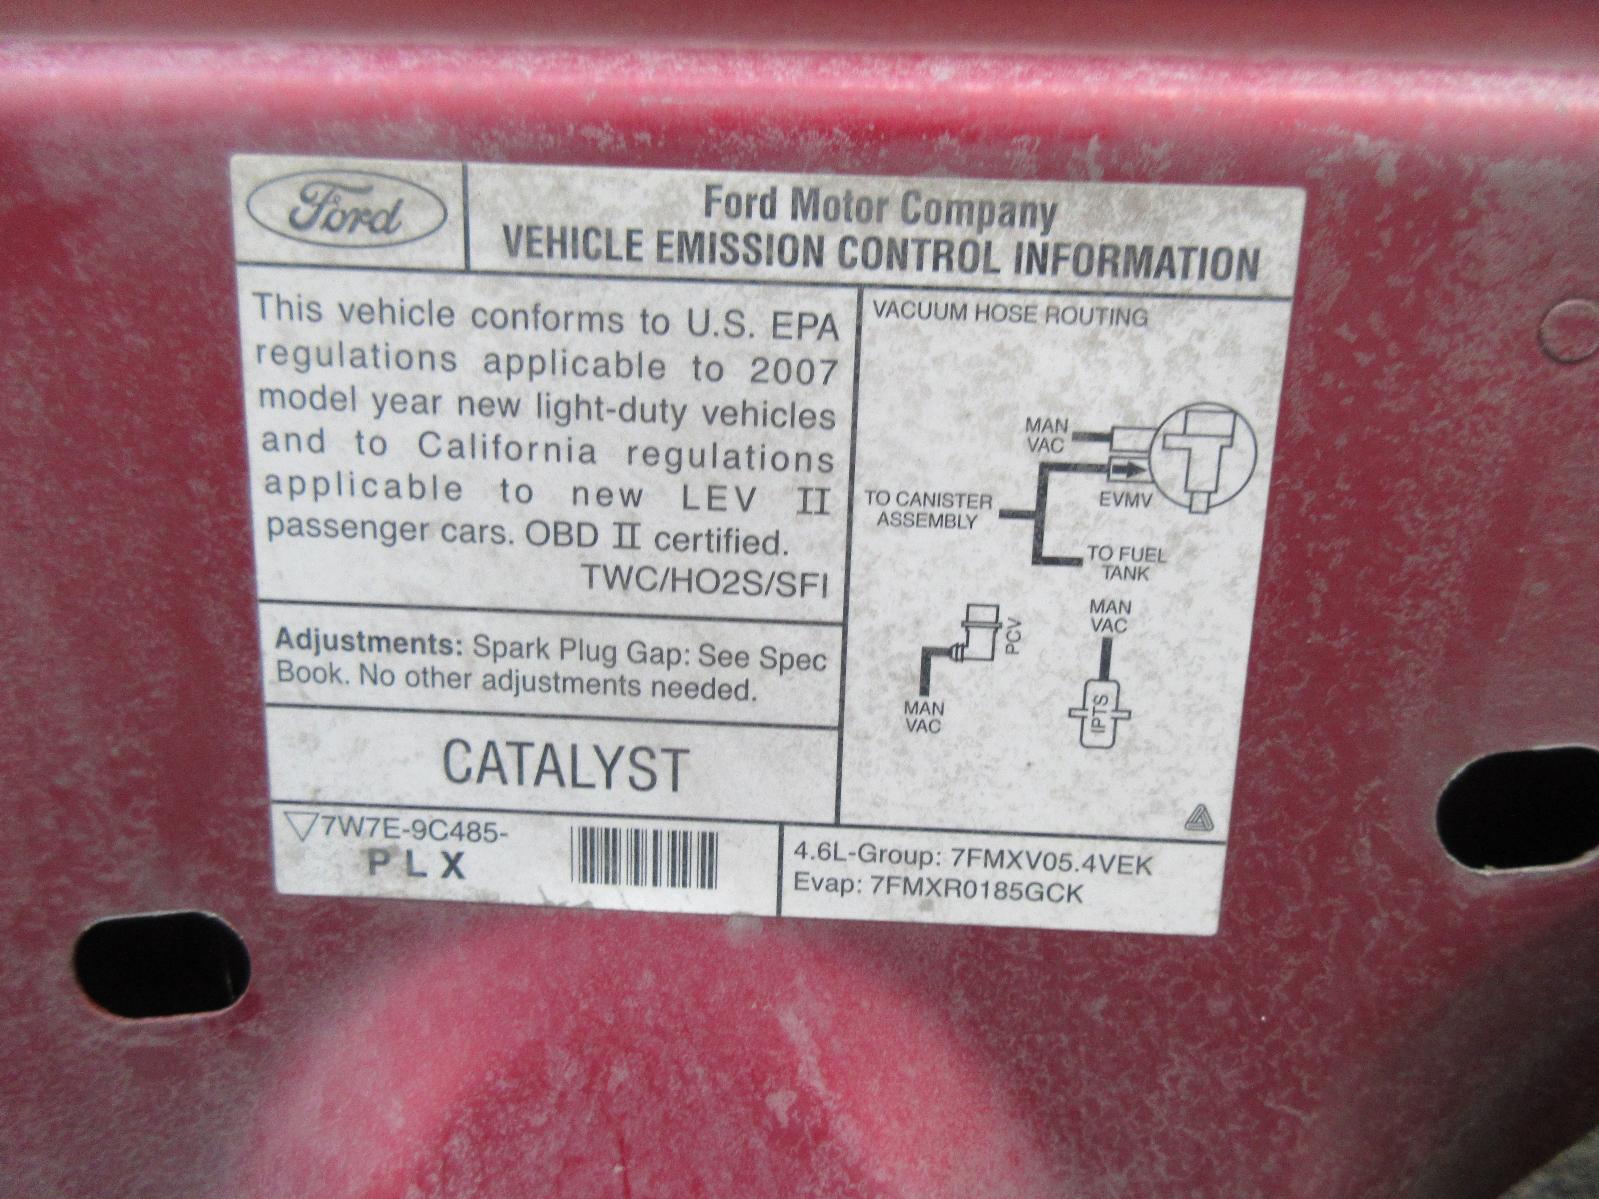 Ford
Ford Motor Company
VEHICLE EMISSION CONTROL INFORMATION
This vehicle conforms to U.S. EPA
regulations applicable to 2007
model year new light-duty vehicles
and to California regulations
applicable to new LEV II
passenger cars. OBD II certified.
TWC/HO2S/SFI
Adjustments: Spark Plug Gap: See Spec
Book. No other adjustments needed.
CATALYST
7W7E-9C485-
PLX
VACUUM HOSE ROUTING
MAN
VAC
EVMV
TO CANISTER
ASSEMBLY
TO FUEL
TANK
PCV
MAN
VAC
MAN
VAC
IPTS
4.6L-Group: 7FMXV05.4VEK
Evap: 7FMXR0185GCK